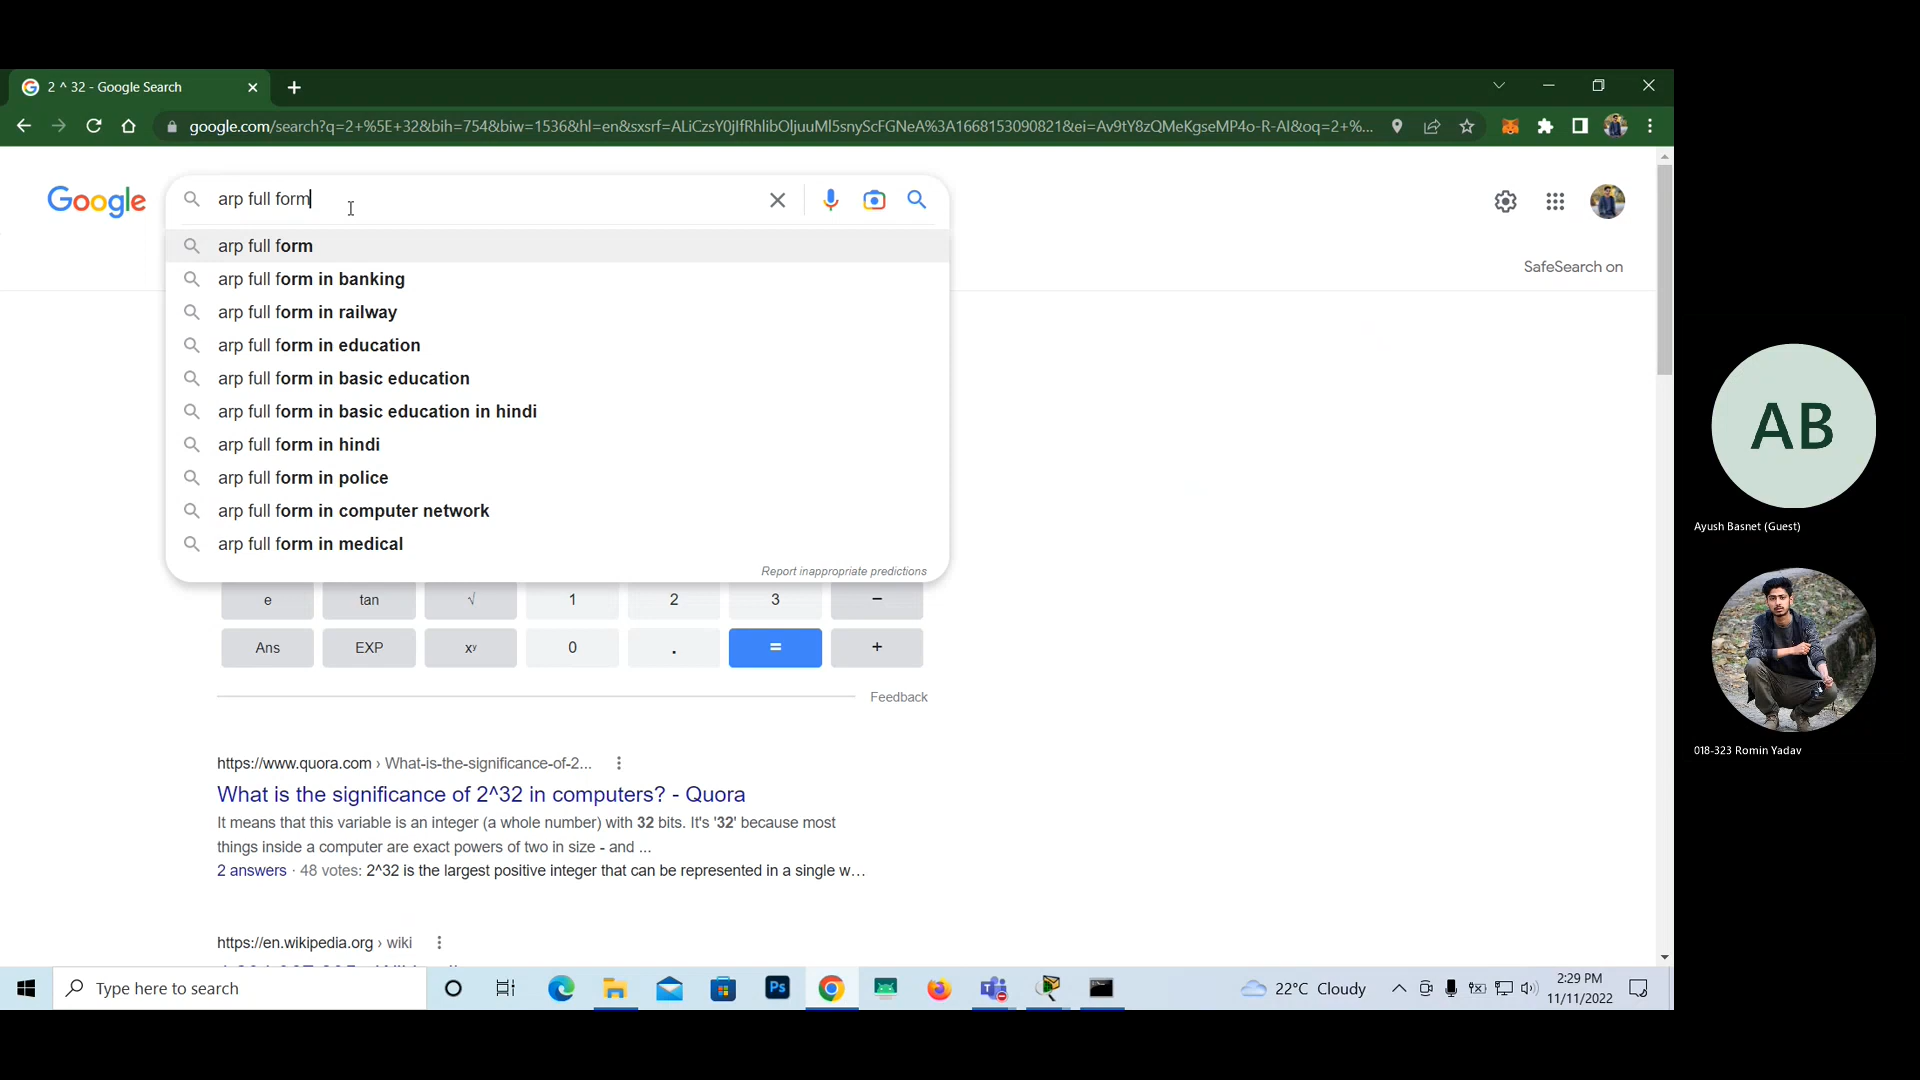 2 ^ 32 - Google Search
google.com/search?q=2+%5E+32&bih=754&biw=1536&hl=en&sxsrf=ALiCzsY0jIfRhlibOljuuMl5snyScFGNeA%3A1668153090821&ei=Av9tY8zQMeKgseMP4o-R-AI&oq=2+%...
Google
arp full form
arp full form
arp full form in banking
arp full form in railway
arp full form in education
arp full form in basic education
arp full form in basic education in hindi
arp full form in hindi
arp full form in police
arp full form in computer network
arp full form in medical
Report inappropriate predictions
SafeSearch on
e tan √ 1 2 3 −
Ans EXP xʸ 0 . = +
Feedback
https://www.quora.com › What-is-the-significance-of-2...
What is the significance of 2^32 in computers? - Quora
It means that this variable is an integer (a whole number) with 32 bits. It's '32' because most
things inside a computer are exact powers of two in size - and ...
2 answers · 48 votes: 2^32 is the largest positive integer that can be represented in a single w...
https://en.wikipedia.org › wiki
AB
Ayush Basnet (Guest)
018-323 Romin Yadav
Type here to search
Ps
22°C Cloudy
2:29 PM
11/11/2022